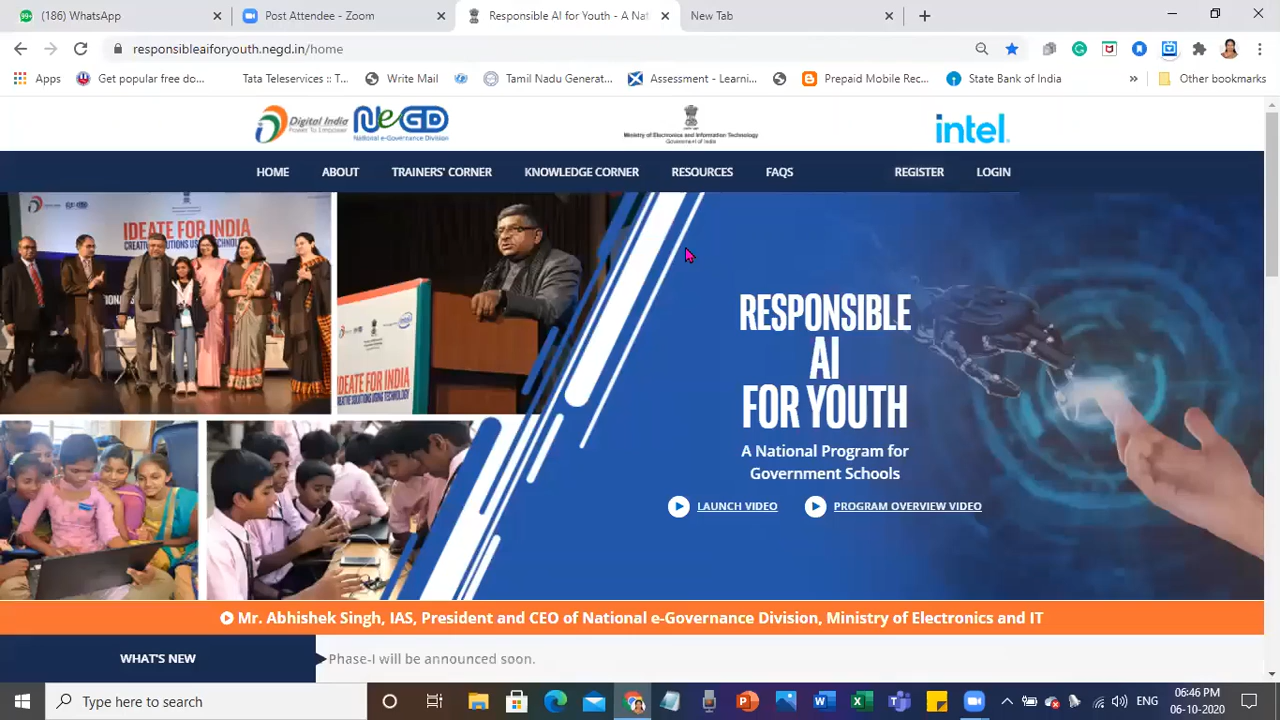 (186) WhatsApp
Post Attendee - Zoom
Responsible AI for Youth - A Nat
New Tab
responsibleaiforyouth.negd.in/home
Apps
Get popular free do...
Tata Teleservices :: T...
Write Mail
Tamil Nadu Generat...
Assessment - Learni...
Prepaid Mobile Rec...
State Bank of India
Other bookmarks
Digital India
Power To Empower
NeGD
National e-Governance Division
Ministry of Electronics and Information Technology
Government of India
intel.
HOME
ABOUT
TRAINERS' CORNER
KNOWLEDGE CORNER
RESOURCES
FAQS
REGISTER
LOGIN
IDEATE FOR INDIA
IDEATE FOR INDIA
RESPONSIBLE
AI
FOR YOUTH
A National Program for
Government Schools
LAUNCH VIDEO
PROGRAM OVERVIEW VIDEO
Mr. Abhishek Singh, IAS, President and CEO of National e-Governance Division, Ministry of Electronics and IT
WHAT'S NEW
Phase-I will be announced soon.
Type here to search
ENG
06:46 PM
06-10-2020